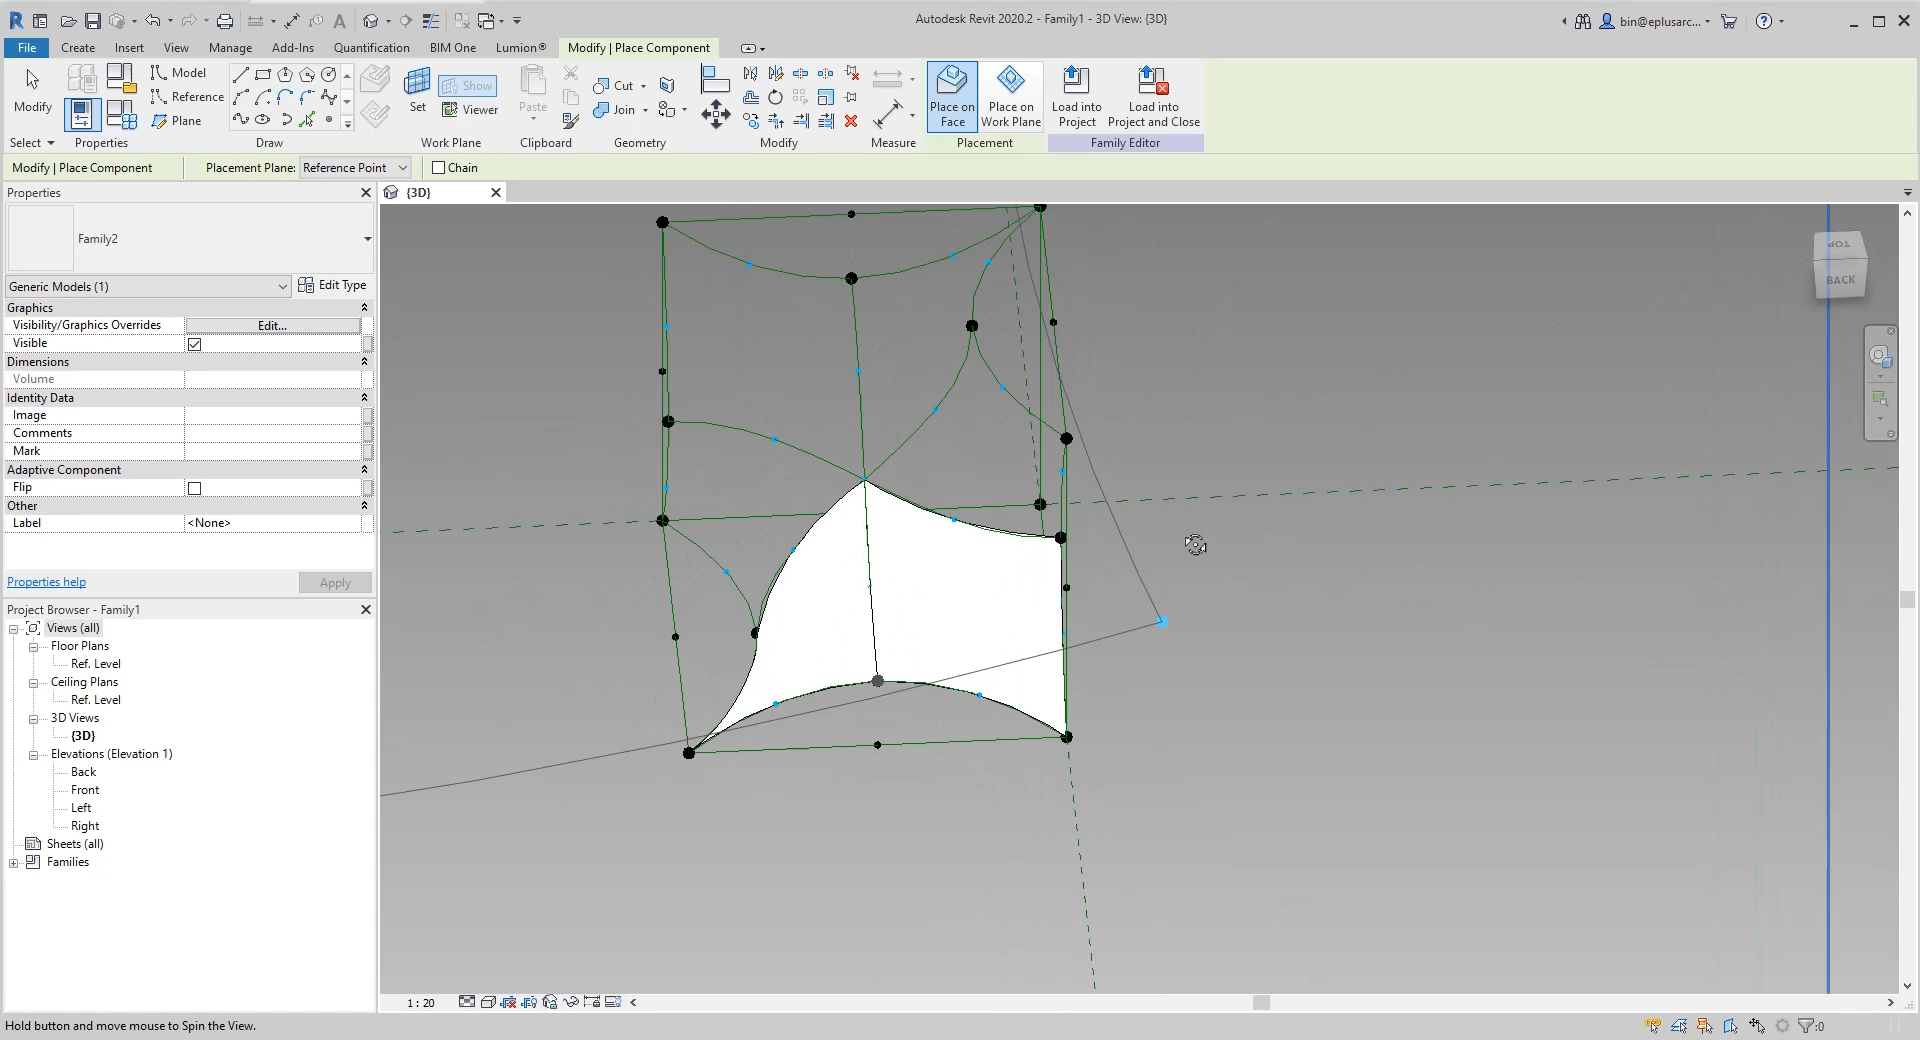 Autodesk Revit 2020.2 - Family1 - 3D View: {3D}
bin@eplusarc...
File Create Insert View Manage Add-Ins Quantification BIM One Lumion® Modify | Place Component
Modify
Model
Reference
Plane
Set
Show
Viewer
Paste
Cut
Join
Place on Face
Place on Work Plane
Load into Project
Load into Project and Close
Select Properties Draw Work Plane Clipboard Geometry Modify Measure Placement Family Editor
Modify | Place Component Placement Plane: Reference Point Chain
Properties
{3D}
Family2
Generic Models (1) Edit Type
Graphics
Visibility/Graphics Overrides Edit...
Visible
Dimensions
Volume
Identity Data
Image
Comments
Mark
Adaptive Component
Flip
Other
Label <None>
Properties help Apply
Project Browser - Family1
Views (all)
Floor Plans
Ref. Level
Ceiling Plans
Ref. Level
3D Views
{3D}
Elevations (Elevation 1)
Back
Front
Left
Right
Sheets (all)
Families
TOP
BACK
1 : 20
Hold button and move mouse to Spin the View.
:0